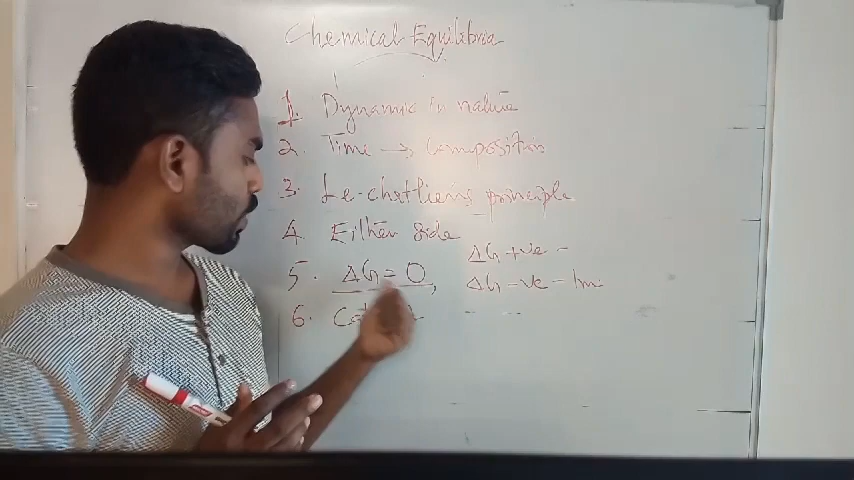 Chemical Equilibria
1. Dynamic in nature
2. Time → Composition
3. Le-chatliers principle
4. Either side
ΔG +ve -
5. ΔG = 0, ΔG -ve -
6.